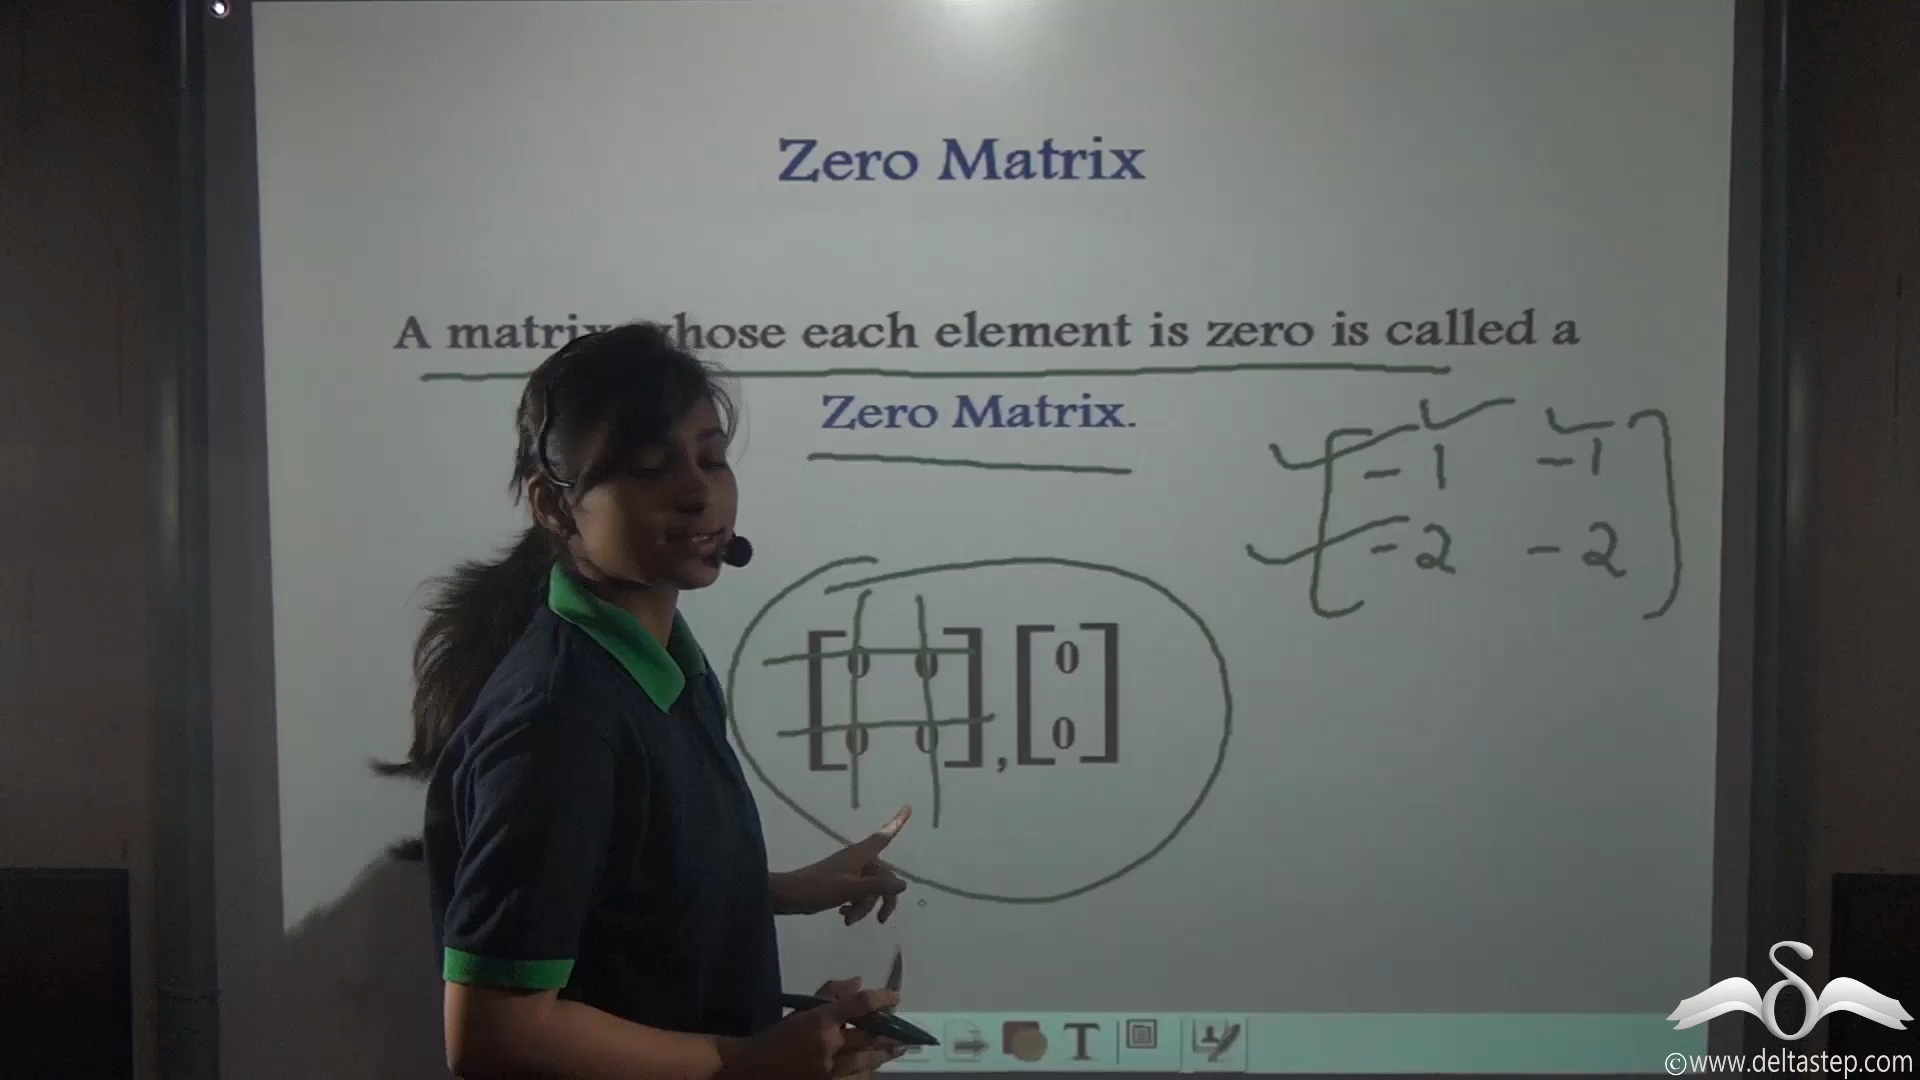 Zero Matrix
A matrix whose each element is zero is called a
Zero Matrix.
-1 -1
-2 -2
[0 0
0 0], [0
0]
T
©www.deltastep.com